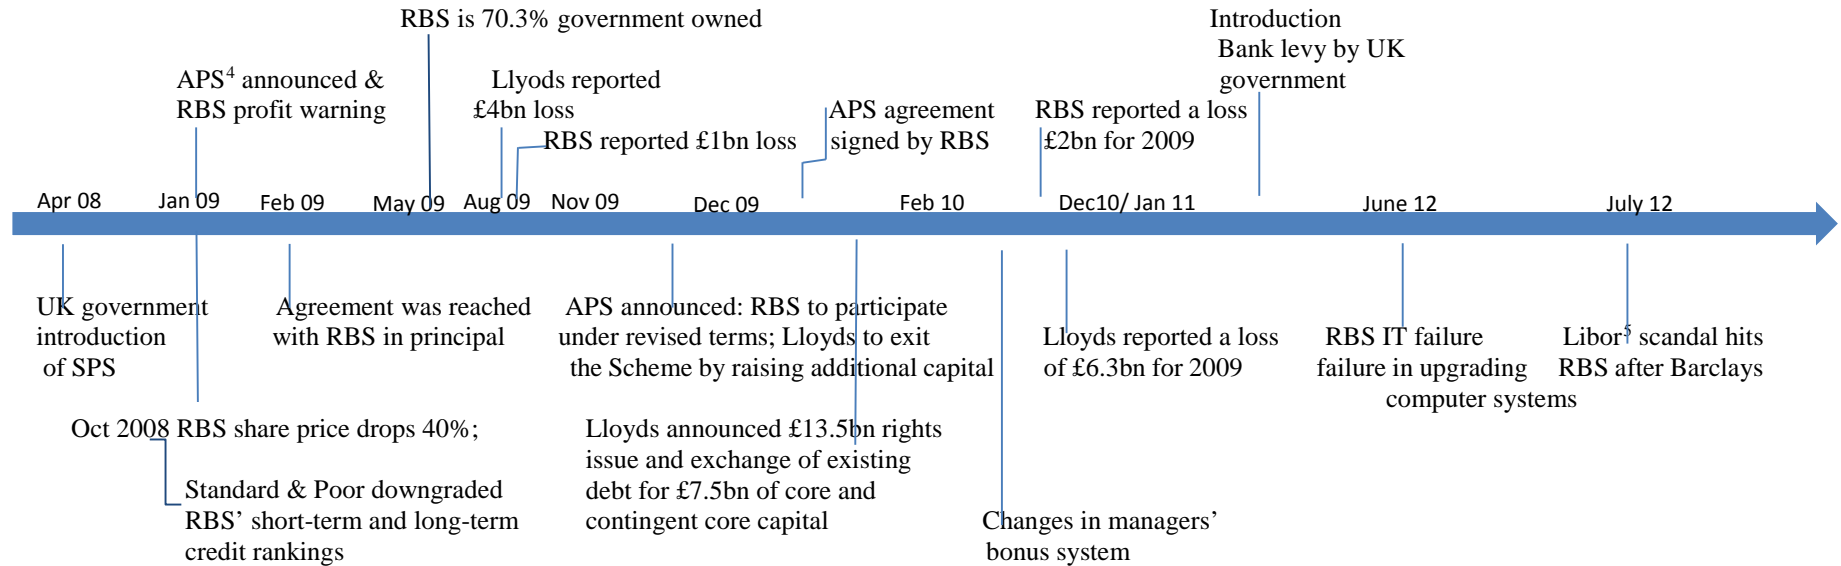 RBS is 70.3% government owned
Introduction
Bank levy by UK
government
APS⁴ announced &
RBS profit warning
Llyods reported
£4bn loss
RBS reported £1bn loss
APS agreement
signed by RBS
RBS reported a loss
£2bn for 2009
Apr 08
Jan 09
Feb 09
May 09
Aug 09
Nov 09
Dec 09
Feb 10
Dec10/ Jan 11
June 12
July 12
UK government
introduction
of SPS
Agreement was reached
with RBS in principal
APS announced: RBS to participate
under revised terms; Lloyds to exit
the Scheme by raising additional capital
Lloyds reported a loss
of £6.3bn for 2009
RBS IT failure
failure in upgrading
computer systems
Libor⁵ scandal hits
RBS after Barclays
Oct 2008 RBS share price drops 40%;
Standard & Poor downgraded
RBS’ short-term and long-term
credit rankings
Lloyds announced £13.5bn rights
issue and exchange of existing
debt for £7.5bn of core and
contingent core capital
Changes in managers’
bonus system